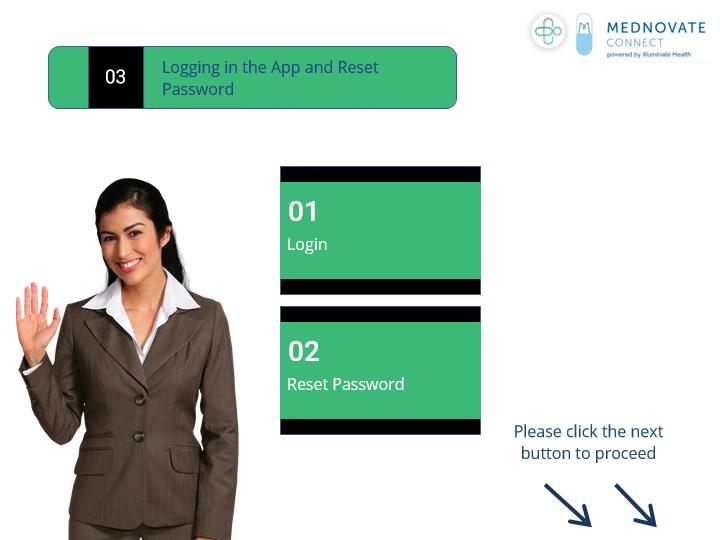 MEDNOVATE
CONNECT
powered by Illuminate Health
03
Logging in the App and Reset
Password
01
Login
02
Reset Password
Please click the next
button to proceed